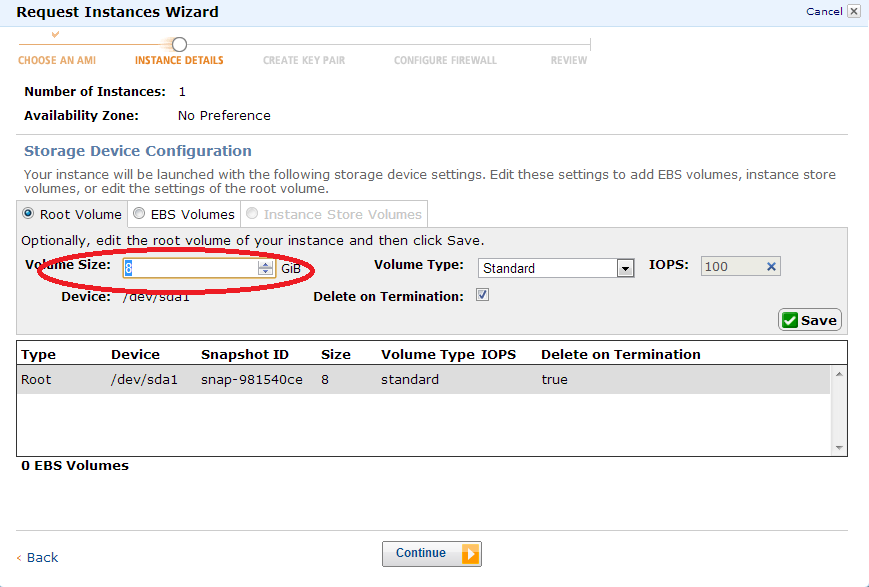 Request Instances Wizard
Cancel
CHOOSE AN AMI INSTANCE DETAILS CREATE KEY PAIR CONFIGURE FIREWALL REVIEW
Number of Instances: 1
Availability Zone: No Preference
Storage Device Configuration
Your instance will be launched with the following storage device settings. Edit these settings to add EBS volumes, instance store
volumes, or edit the settings of the root volume.
Root Volume EBS Volumes Instance Store Volumes
Optionally, edit the root volume of your instance and then click Save.
Volume Size: 8 GiB Volume Type: Standard IOPS: 100
Device: /dev/sda1 Delete on Termination:
Save
Type Device Snapshot ID Size Volume Type IOPS Delete on Termination
Root /dev/sda1 snap-981540ce 8 standard true
0 EBS Volumes
< Back Continue